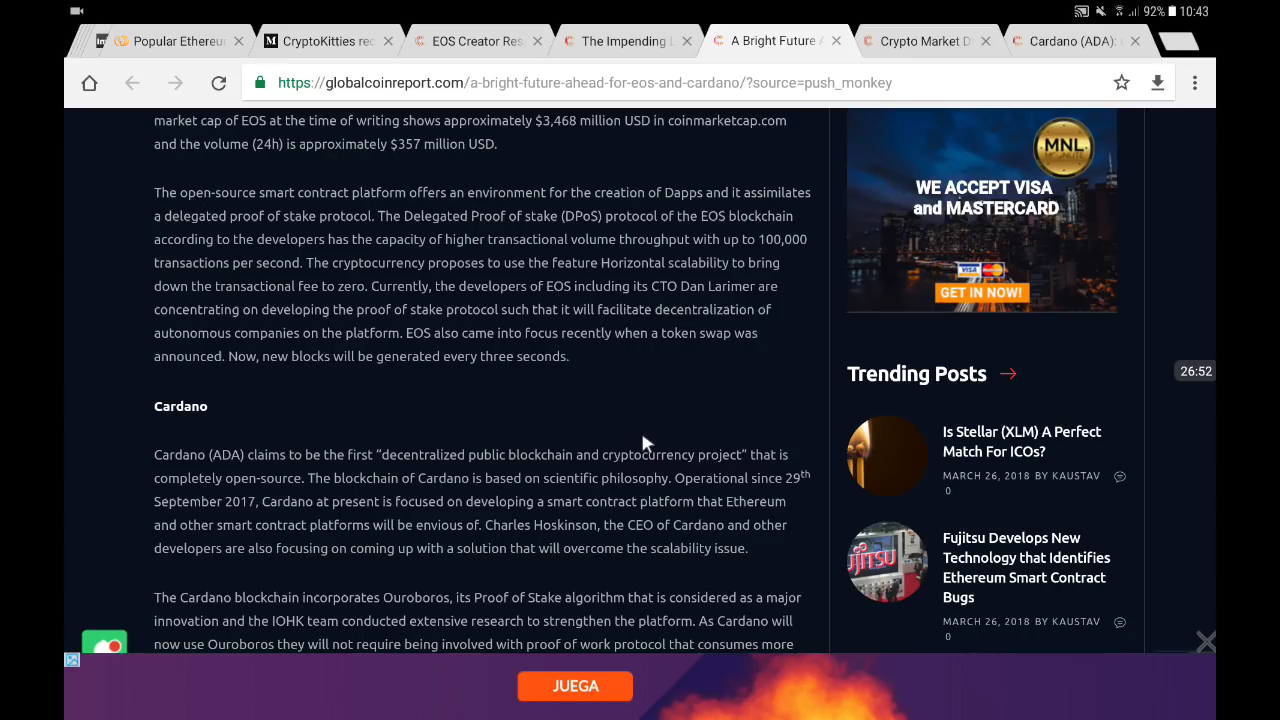 92% 10:43
Popular Ethereu
CryptoKitties rec
EOS Creator Res
The Impending L
A Bright Future A
Crypto Market D
Cardano (ADA):
https://globalcoinreport.com/a-bright-future-ahead-for-eos-and-cardano/?source=push_monkey
market cap of EOS at the time of writing shows approximately $3,468 million USD in coinmarketcap.com
and the volume (24h) is approximately $357 million USD.
The open-source smart contract platform offers an environment for the creation of Dapps and it assimilates
a delegated proof of stake protocol. The Delegated Proof of stake (DPoS) protocol of the EOS blockchain
according to the developers has the capacity of higher transactional volume throughput with up to 100,000
transactions per second. The cryptocurrency proposes to use the feature Horizontal scalability to bring
down the transactional fee to zero. Currently, the developers of EOS including its CTO Dan Larimer are
concentrating on developing the proof of stake protocol such that it will facilitate decentralization of
autonomous companies on the platform. EOS also came into focus recently when a token swap was
announced. Now, new blocks will be generated every three seconds.
Cardano
Cardano (ADA) claims to be the first “decentralized public blockchain and cryptocurrency project” that is
completely open-source. The blockchain of Cardano is based on scientific philosophy. Operational since 29th
September 2017, Cardano at present is focused on developing a smart contract platform that Ethereum
and other smart contract platforms will be envious of. Charles Hoskinson, the CEO of Cardano and other
developers are also focusing on coming up with a solution that will overcome the scalability issue.
The Cardano blockchain incorporates Ouroboros, its Proof of Stake algorithm that is considered as a major
innovation and the IOHK team conducted extensive research to strengthen the platform. As Cardano will
now use Ouroboros they will not require being involved with proof of work protocol that consumes more
MNL
WE ACCEPT VISA
and MASTERCARD
VISA
GET IN NOW!
Trending Posts
26:52
Is Stellar (XLM) A Perfect
Match For ICOs?
MARCH 26, 2018 BY KAUSTAV
0
FUJITSU
Fujitsu Develops New
Technology that Identifies
Ethereum Smart Contract
Bugs
MARCH 26, 2018 BY KAUSTAV
0
JUEGA